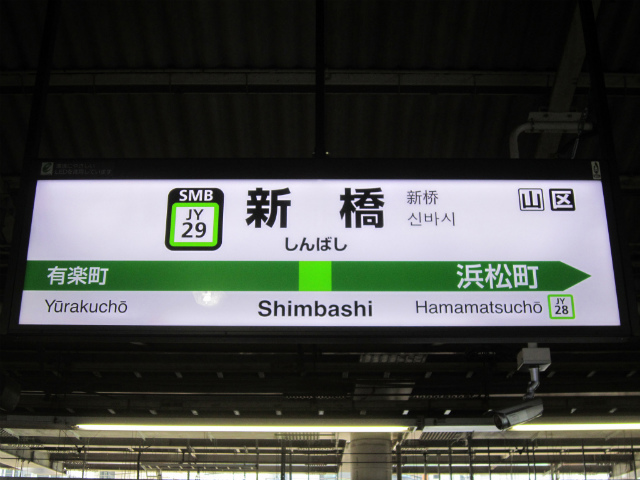 SMB
JY
29
新橋
新桥
신바시
山 区
しんばし
有楽町
浜松町
Yūrakuchō
Shimbashi
Hamamatsuchō
JY
28